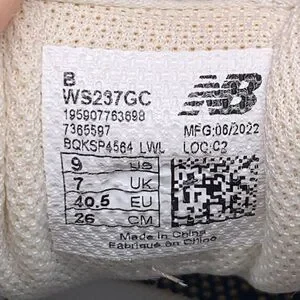 B
WS237GC
195907763698
7365597 MFG:06/2022
BQKSP4564 LWL LOC:C2
9 US
7 UK
40.5 EU
26 CM
Made in China
Fabriqué en Chine